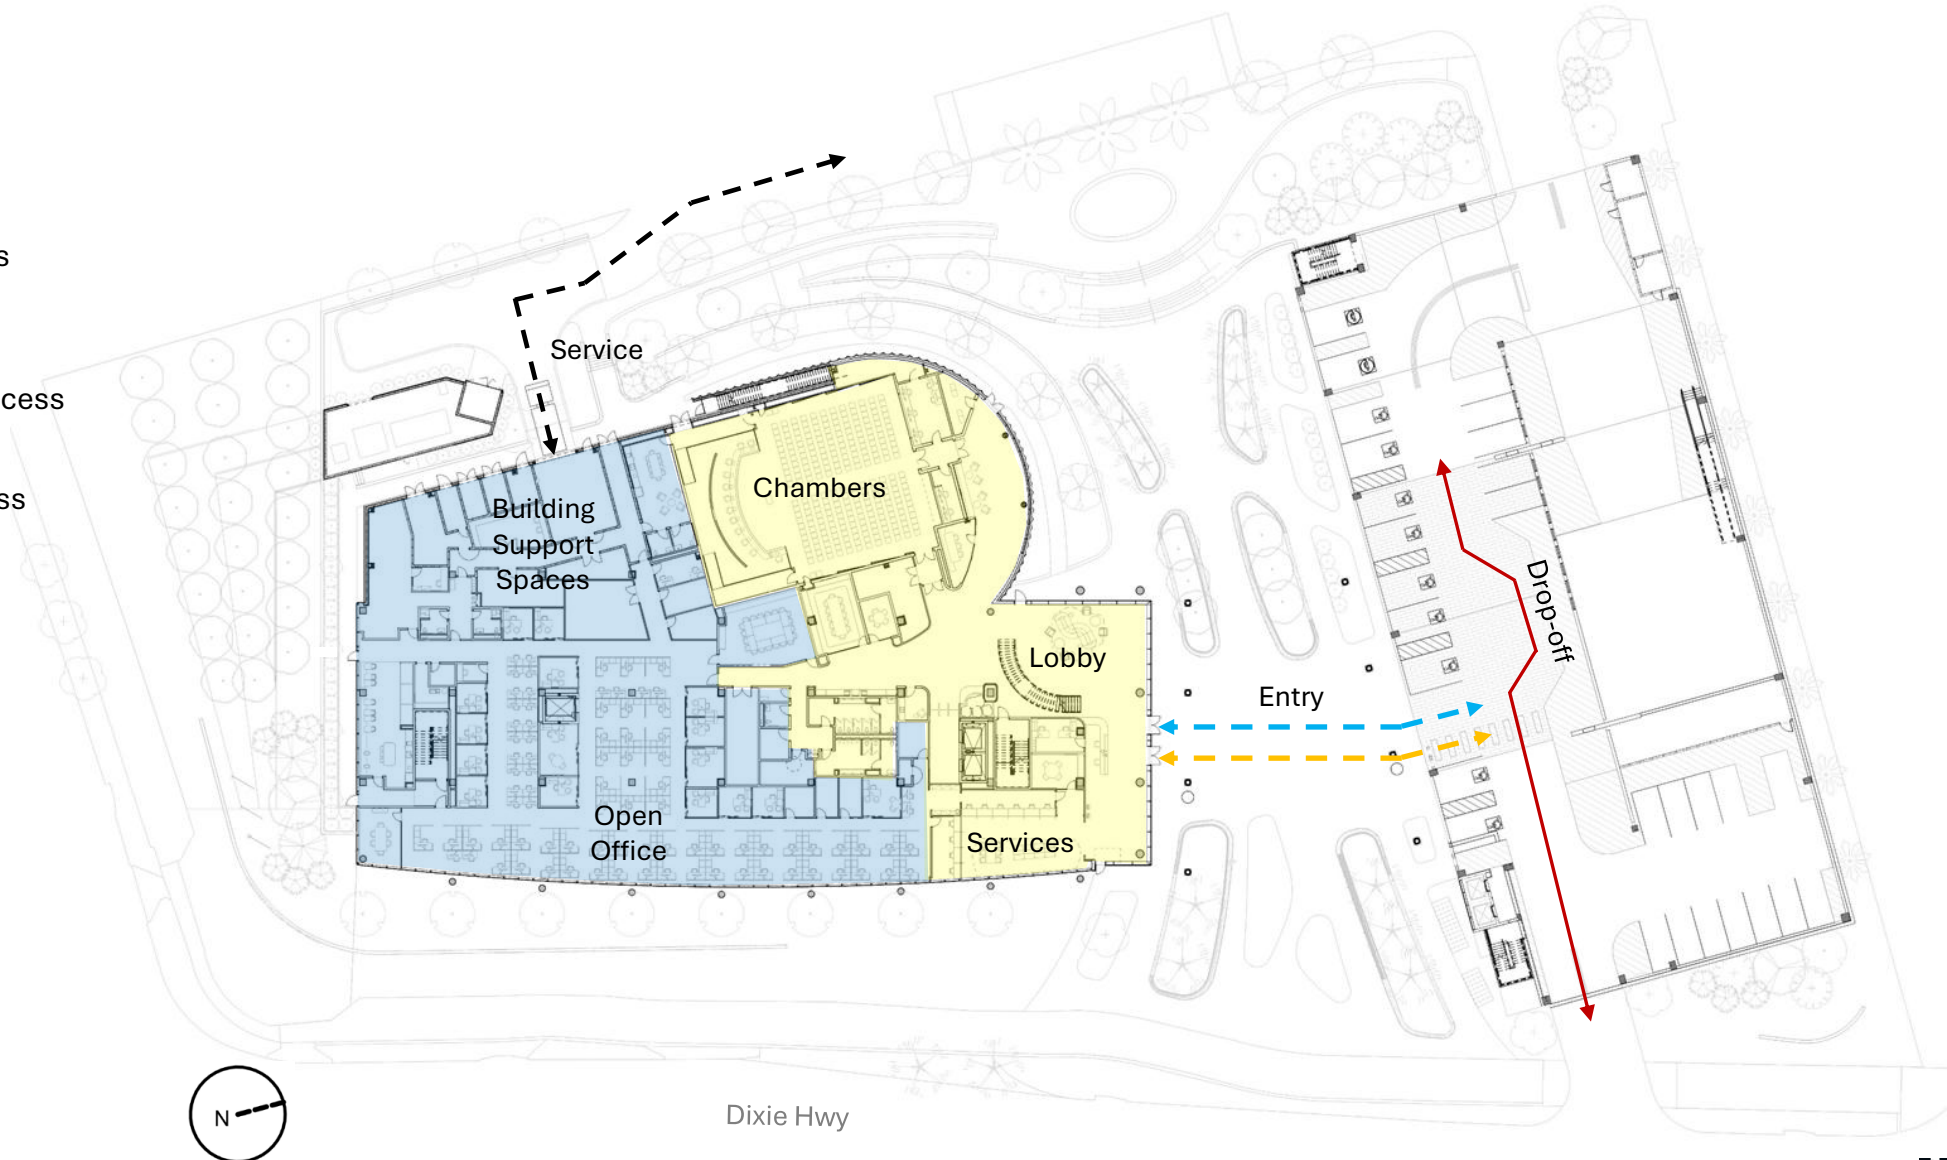 s
cess
ss
Service
Chambers
Building
Support
Spaces
Drop-off
Lobby
Entry
Open
Office
Services
N
Dixie Hwy